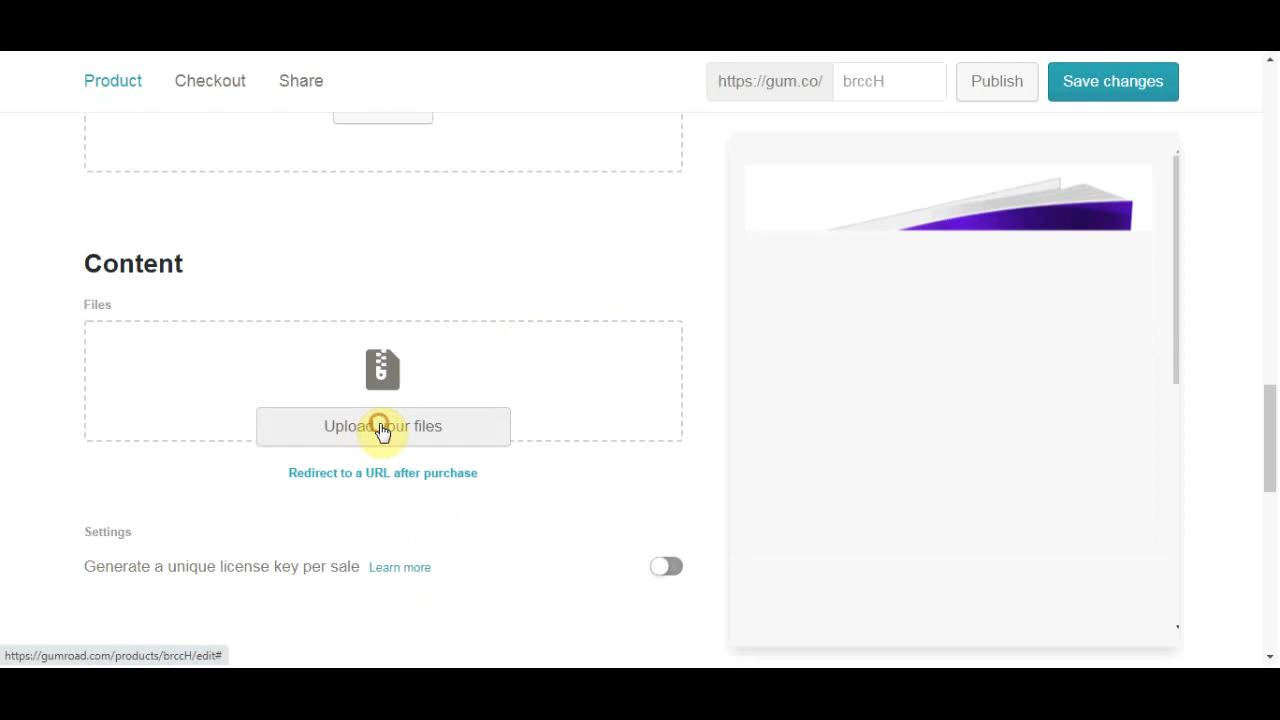 Product Checkout Share https://gum.co/ brccH Publish Save changes
Content
Files
Upload your files
Redirect to a URL after purchase
Settings
Generate a unique license key per sale Learn more
https://gumroad.com/products/brccH/edit#